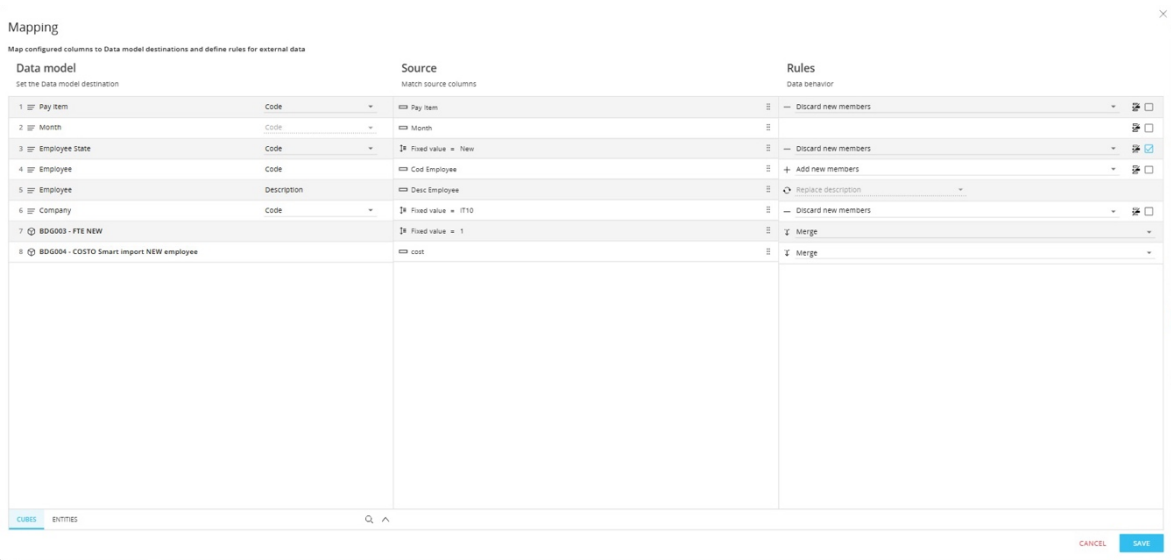 Mapping
Map configured columns to Data model destinations and define rules for external data
Data model Source Rules
Set the Data model destination Match source columns Data behavior
1 Pay Item Code Pay Item Discard new members
2 Month Code Month
3 Employee State Code Fixed value = New Discard new members
4 Employee Code Cod Employee Add new members
5 Employee Description Desc Employee Replace description
6 Company Code Fixed value = IT10 Discard new members
7 BDG003 - FTE NEW Fixed value = 1 Merge
8 BDG004 - COSTO Smart import NEW employee cost Merge
CUBES ENTITIES
CANCEL SAVE